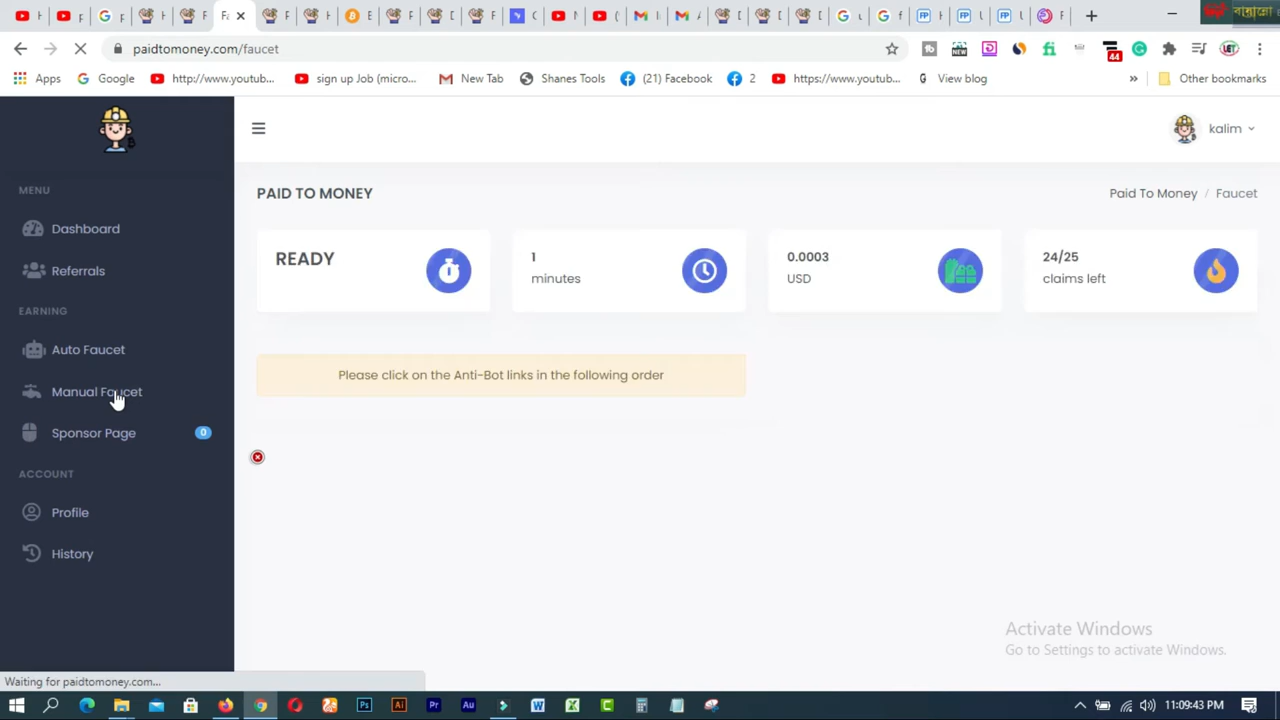 paidtomoney.com/faucet
Apps
Google
http://www.youtub...
sign up Job (micro...
New Tab
Shanes Tools
(21) Facebook
2
https://www.youtub...
View blog
»
Other bookmarks
44
NEW
kalim
MENU
Dashboard
Referrals
EARNING
Auto Faucet
Manual Faucet
Sponsor Page 0
ACCOUNT
Profile
History
PAID TO MONEY
Paid To Money / Faucet
READY
1
minutes
0.0003
USD
24/25
claims left
Please click on the Anti-Bot links in the following order
Activate Windows
Go to Settings to activate Windows.
Waiting for paidtomoney.com...
11:09:43 PM